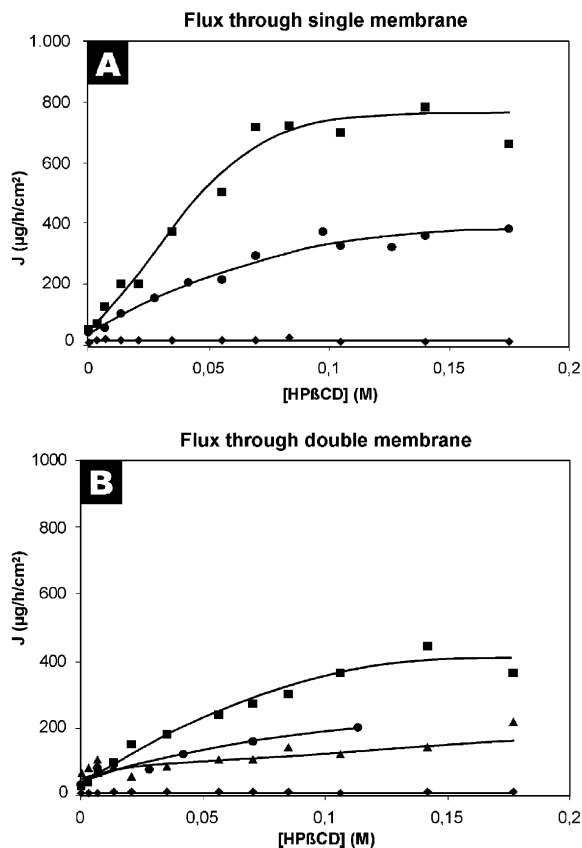 Flux through single membrane
A
1.000
800
600
400
200
0
J (µg/h/cm²)
0 0,05 0,1 0,15 0,2
[HPßCD] (M)
Flux through double membrane
B
1000
800
600
400
200
0
J (µg/h/cm²)
0 0,05 0,1 0,15 0,2
[HPßCD] (M)